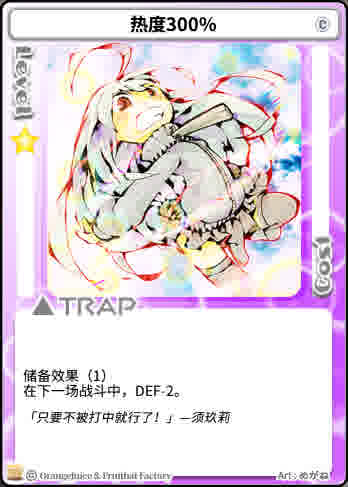 热度300%
C
Level
1
Cost
TRAP
储备效果（1）
在下一场战斗中，DEF-2。
「只要不被打中就行了！」—须玖莉
© OrangeJuice & Fruitbat Factory
Art : めがね